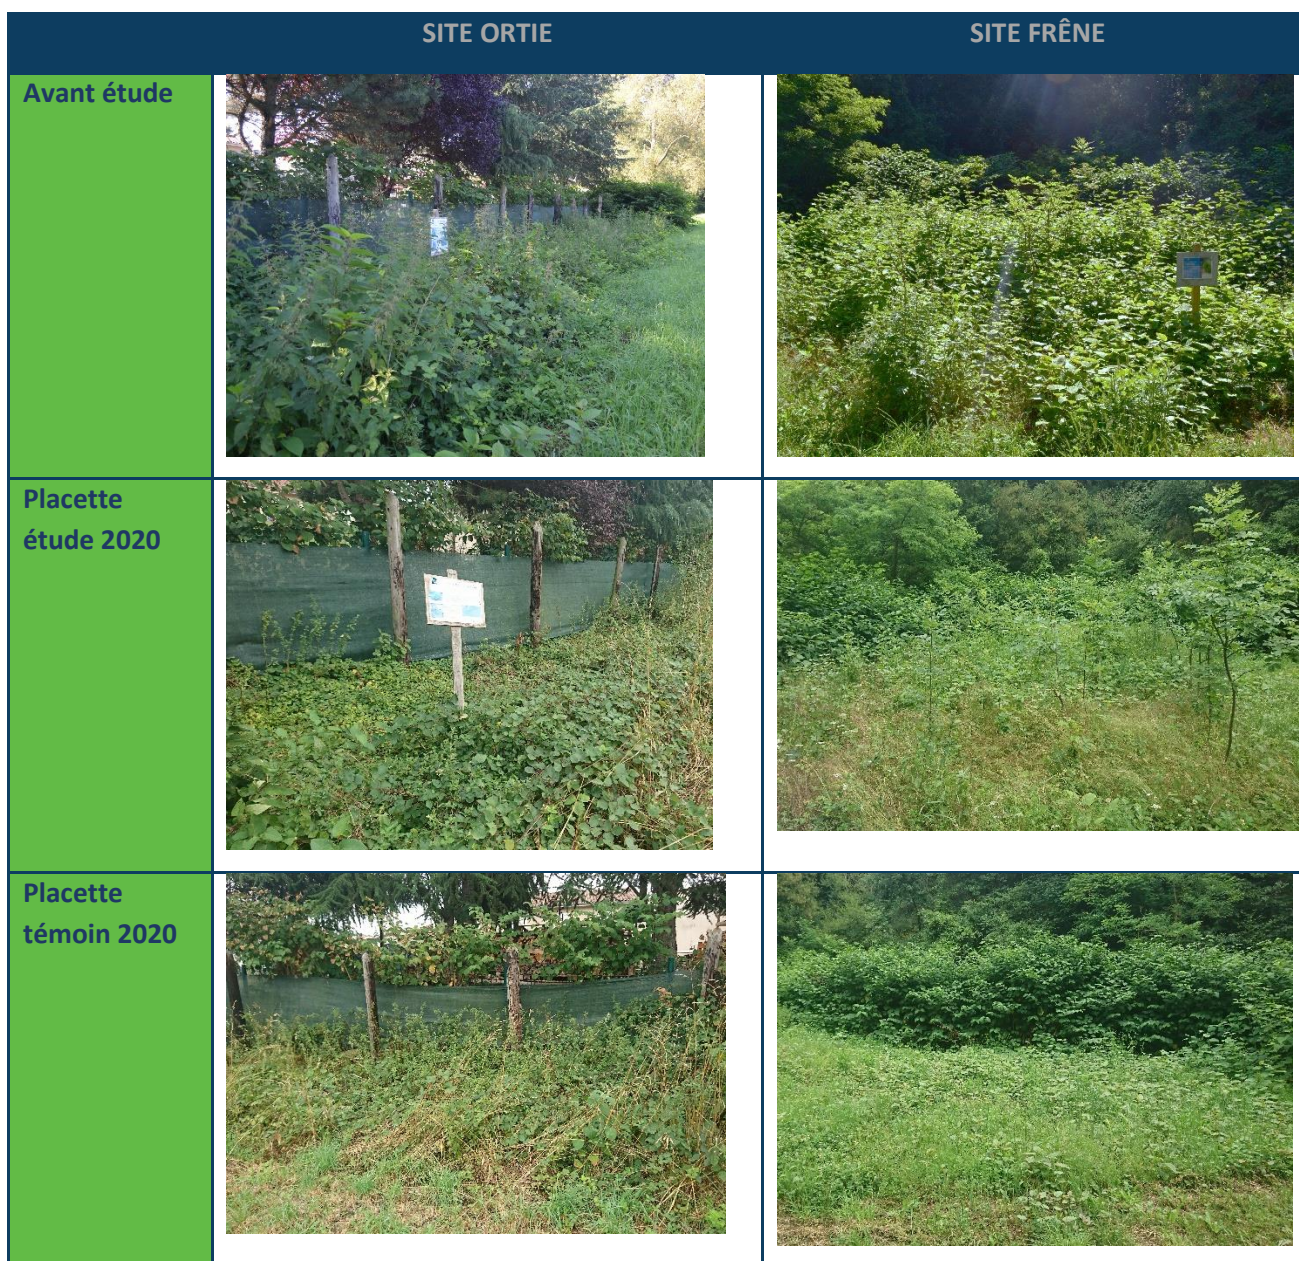 SITE ORTIE
SITE FRÊNE
Avant étude
Placette
étude 2020
Placette
témoin 2020